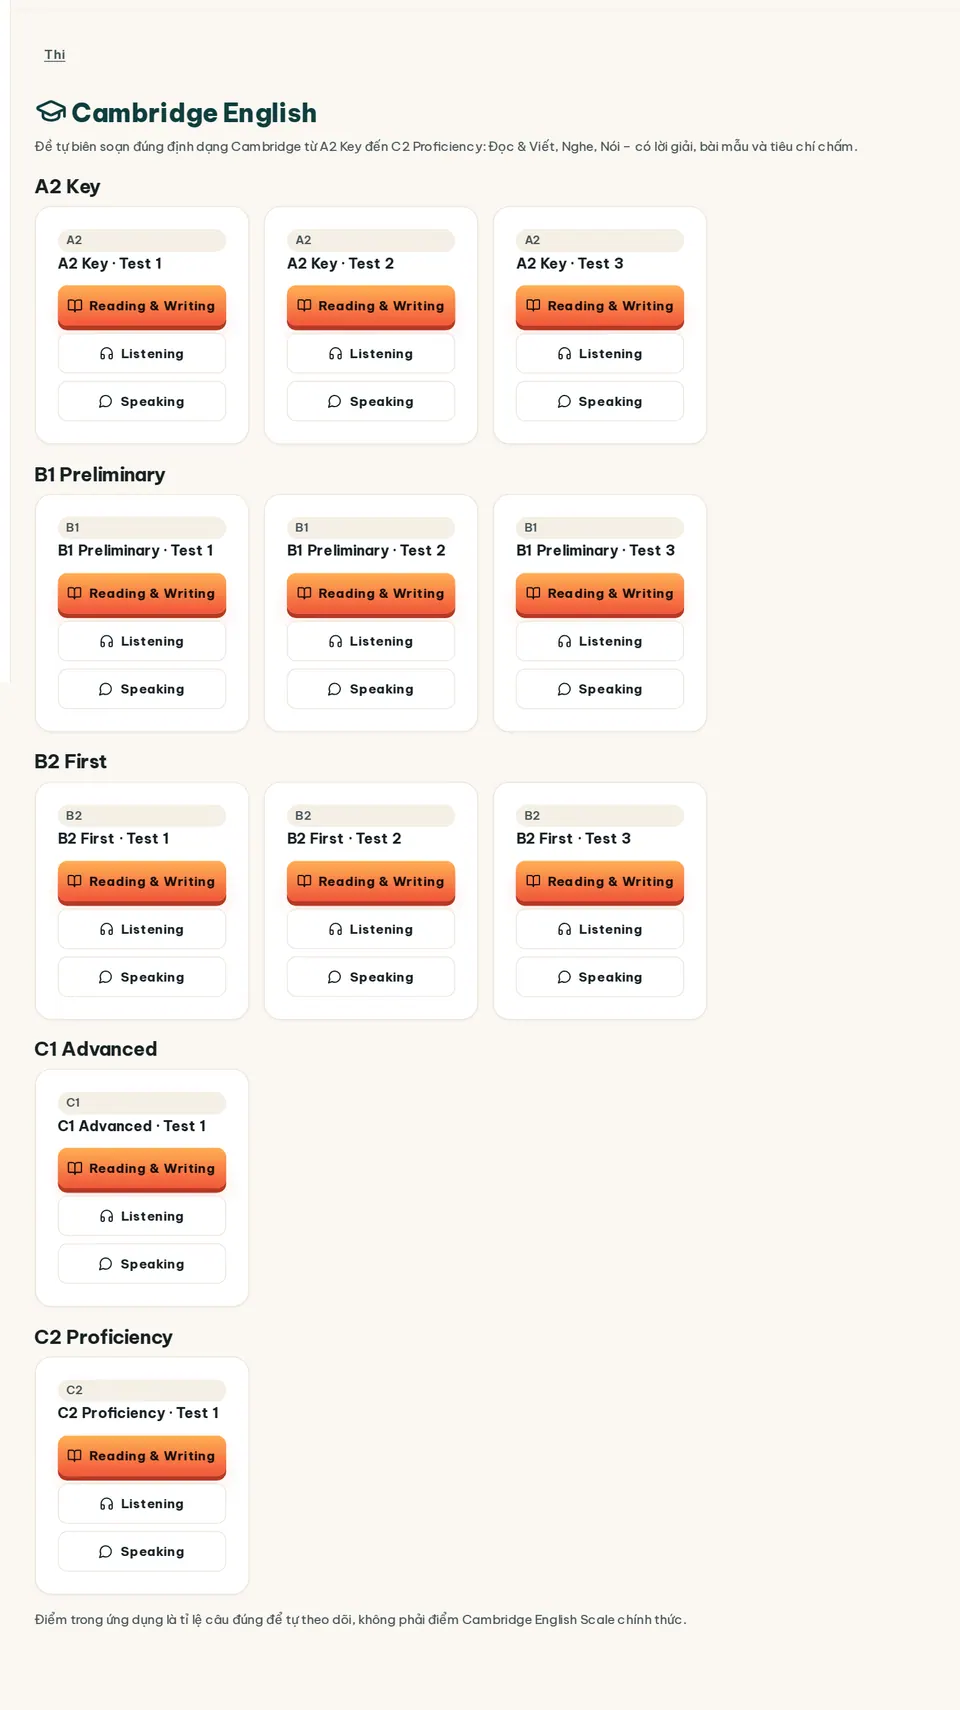 Thi
Cambridge English
Đề tự biên soạn đúng định dạng Cambridge từ A2 Key đến C2 Proficiency: Đọc & Viết, Nghe, Nói – có lời giải, bài mẫu và tiêu chí chấm.
A2 Key
A2
A2 Key · Test 1
Reading & Writing
Listening
Speaking
A2
A2 Key · Test 2
Reading & Writing
Listening
Speaking
A2
A2 Key · Test 3
Reading & Writing
Listening
Speaking
B1 Preliminary
B1
B1 Preliminary · Test 1
Reading & Writing
Listening
Speaking
B1
B1 Preliminary · Test 2
Reading & Writing
Listening
Speaking
B1
B1 Preliminary · Test 3
Reading & Writing
Listening
Speaking
B2 First
B2
B2 First · Test 1
Reading & Writing
Listening
Speaking
B2
B2 First · Test 2
Reading & Writing
Listening
Speaking
B2
B2 First · Test 3
Reading & Writing
Listening
Speaking
C1 Advanced
C1
C1 Advanced · Test 1
Reading & Writing
Listening
Speaking
C2 Proficiency
C2
C2 Proficiency · Test 1
Reading & Writing
Listening
Speaking
Điểm trong ứng dụng là tỉ lệ câu đúng để tự theo dõi, không phải điểm Cambridge English Scale chính thức.